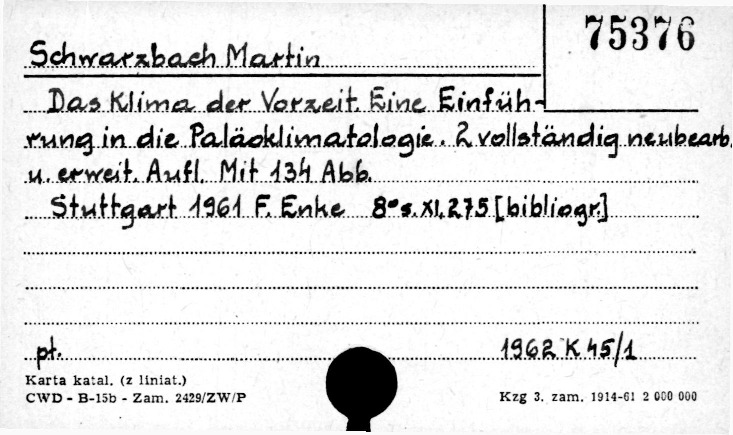 75376
Schwarzbach Martin
Das Klima der Vorzeit. Eine Einfüh-
rung in die Paläoklimatologie. 2 vollständig neubearb.
u. erweit. Aufl. Mit 134 Abb.
Stuttgart 1961 F. Enke 8° s. XI, 275 [bibliogr.]
pł. 1962 K 45/1
Karta katal. (z liniat.)
CWD - B-15b - Zam. 2429/ZW/P Kzg 3. zam. 1914-61 2 000 000